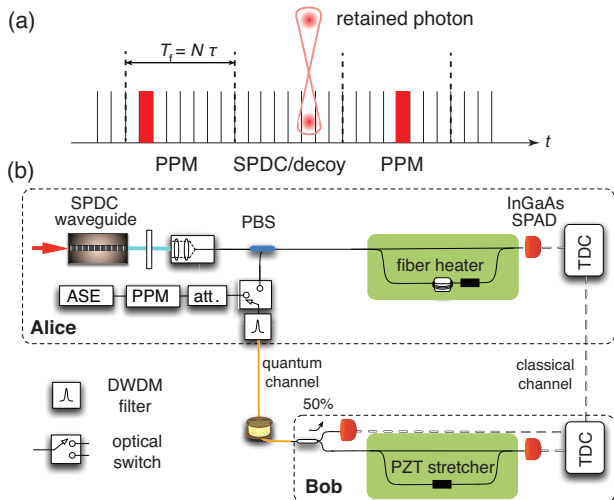 (a)
retained photon
T_f = N τ
t
PPM
SPDC/decoy
PPM
(b)
SPDC
waveguide
PBS
InGaAs
SPAD
TDC
fiber heater
ASE
PPM
att.
Alice
quantum
channel
classical
channel
DWDM
filter
50%
optical
switch
PZT stretcher
TDC
Bob